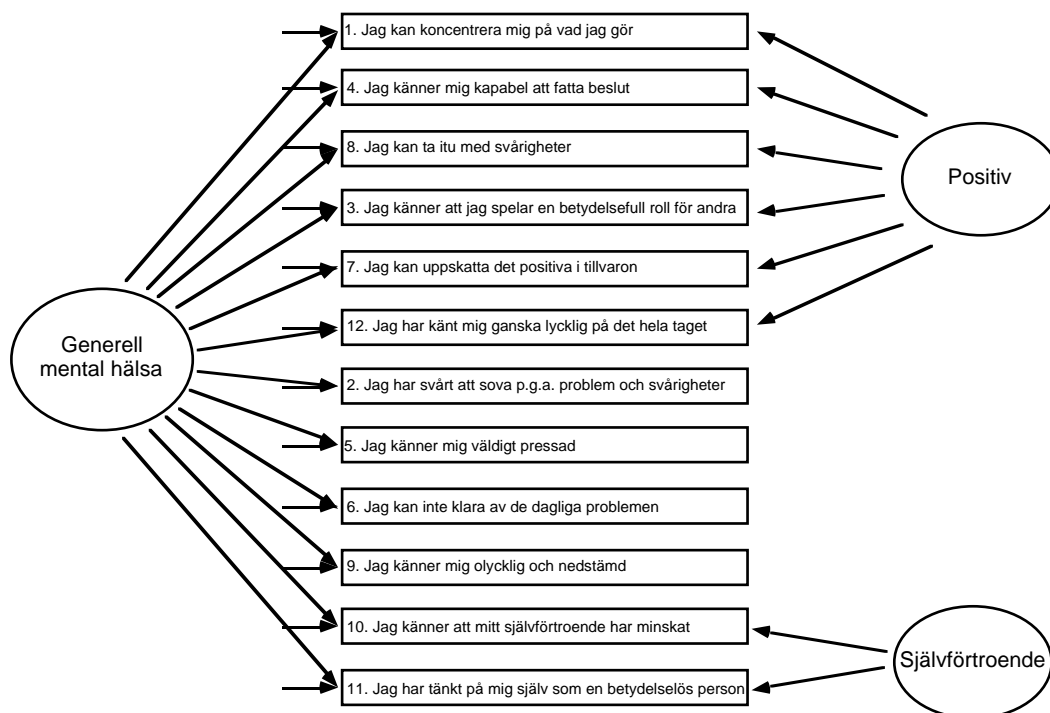 1. Jag kan koncentrera mig på vad jag gör
4. Jag känner mig kapabel att fatta beslut
8. Jag kan ta itu med svårigheter
3. Jag känner att jag spelar en betydelsefull roll för andra
7. Jag kan uppskatta det positiva i tillvaron
12. Jag har känt mig ganska lycklig på det hela taget
2. Jag har svårt att sova p.g.a. problem och svårigheter
5. Jag känner mig väldigt pressad
6. Jag kan inte klara av de dagliga problemen
9. Jag känner mig olycklig och nedstämd
10. Jag känner att mitt självförtroende har minskat
11. Jag har tänkt på mig själv som en betydelselös person
Generell
mental hälsa
Positiv
Självförtroende